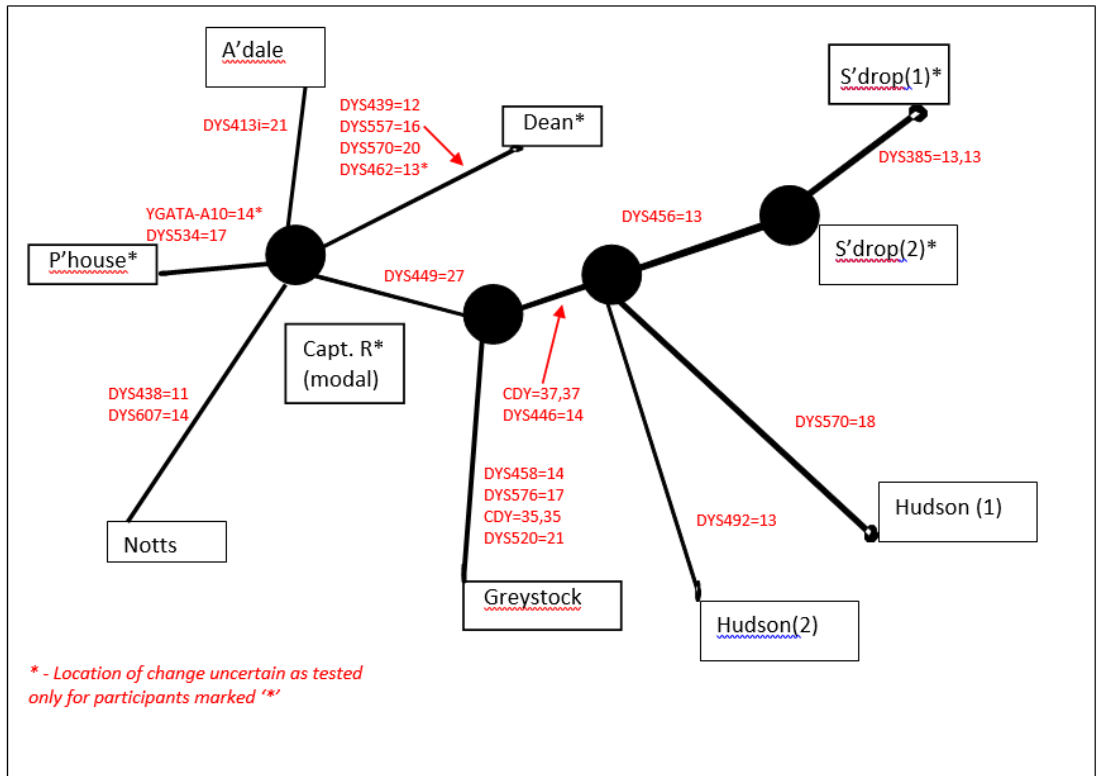 A'dale
S'drop(1)*
DYS439=12
DYS557=16
DYS570=20
DYS462=13*
Dean*
DYS413i=21
DYS385=13,13
YGATA-A10=14*
DYS534=17
DYS456=13
P'house*
S'drop(2)*
DYS449=27
Capt. R*
(modal)
DYS438=11
DYS607=14
CDY=37,37
DYS446=14
DYS570=18
DYS458=14
DYS576=17
CDY=35,35
DYS520=21
Hudson (1)
DYS492=13
Notts
Greystock
Hudson(2)
* - Location of change uncertain as tested
only for participants marked '*'